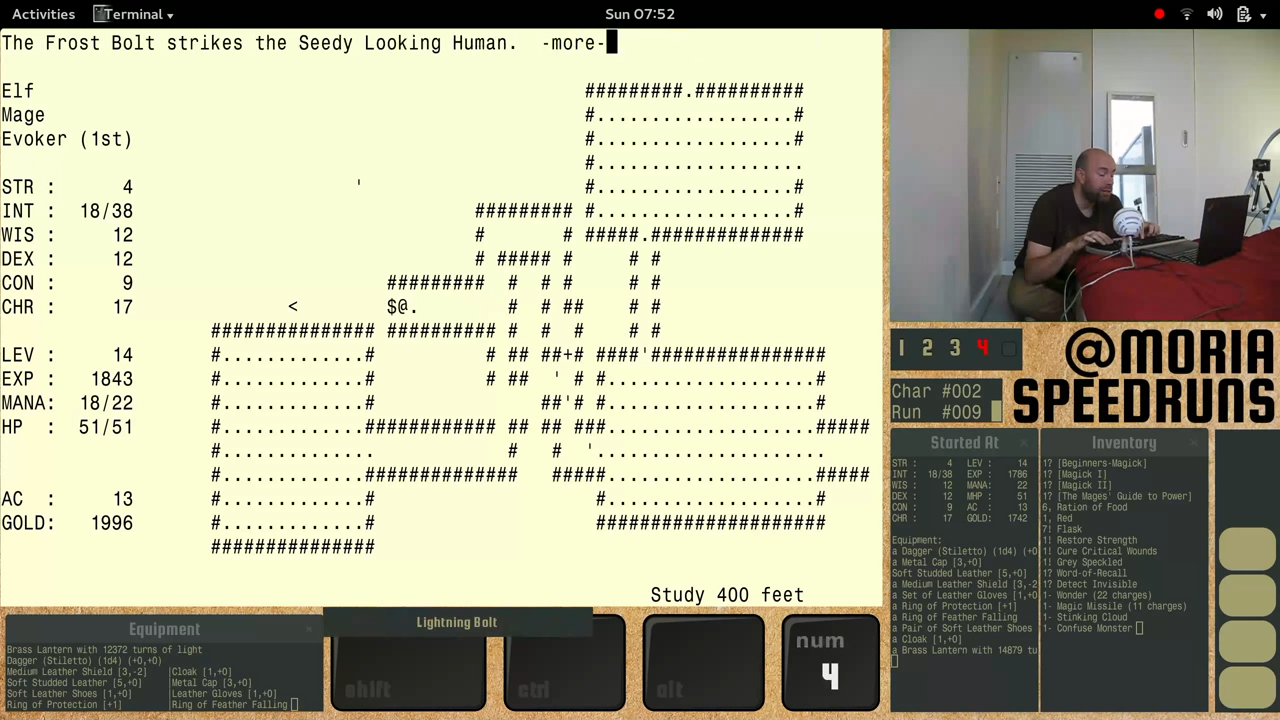 Activities Terminal Sun 07:52
The Frost Bolt strikes the Seedy Looking Human. -more-
Elf
Mage
Evoker (1st)
STR : 4
INT : 18/38
WIS : 12
DEX : 12
CON : 9
CHR : 17
LEV : 14
EXP : 1843
MANA: 18/22
HP : 51/51
AC : 13
GOLD: 1996
Study 400 feet
1 2 3 4
@MORIA
SPEEDRUNS
Char #002
Run #009
Started At
STR : 4 LEV : 14
INT : 18/38 EXP : 1786
WIS : 12 MANA: 22
DEX : 12 MHP : 51
CON : 9 AC : 13
CHR : 17 GOLD: 1742
Equipment:
a Dagger (Stiletto) (1d4) (+0
a Metal Cap [3,+0]
Soft Studded Leather [5,+0]
a Medium Leather Shield [3,-2
a Set of Leather Gloves [1,+0
a Ring of Protection [+1]
a Ring of Feather Falling
a Pair of Soft Leather Shoes
a Cloak [1,+0]
a Brass Lantern with 14879 tu
Inventory
1? [Beginners-Magick]
1? [Magick I]
1? [Magick II]
1? [The Mages' Guide to Power]
6, Ration of Food
1, Red
7! Flask
1! Restore Strength
1! Cure Critical Wounds
1! Grey Speckled
1? Word-of-Recall
1? Detect Invisible
1- Wonder (22 charges)
1- Magic Missile (11 charges)
1- Stinking Cloud
1- Confuse Monster
Equipment
Brass Lantern with 12372 turns of light
Dagger (Stiletto) (1d4) (+0,+0)
Medium Leather Shield [3,-2] |Cloak [1,+0]
Soft Studded Leather [5,+0] |Metal Cap [3,+0]
Soft Leather Shoes [1,+0] |Leather Gloves [1,+0]
Ring of Protection [+1] |Ring of Feather Falling
Lightning Bolt
shift
ctrl
alt
num
4